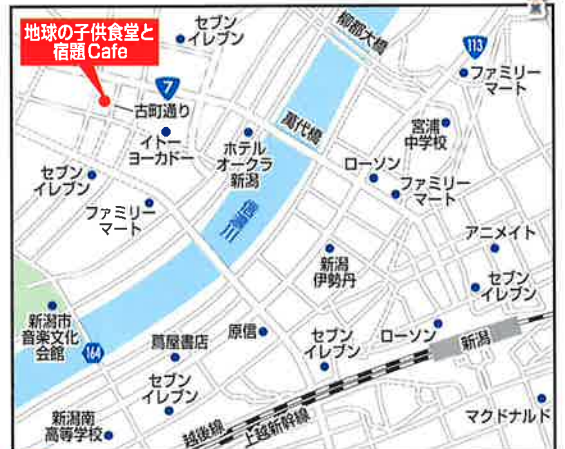 地球の子供食堂と
宿題Cafe
セブン
イレブン
柳都大橋
113
ファミリー
マート
7
古町通り
イトー
ヨーカドー
ホテル
オークラ
新潟
萬代橋
宮浦
中学校
ローソン
ファミリー
マート
セブン
イレブン
ファミリー
マート
信濃川
アニメイト
新潟
伊勢丹
セブン
イレブン
新潟市
音楽文化
会館
164
蔦屋書店
原信
セブン
イレブン
ローソン
新潟
セブン
イレブン
新潟南
高等学校
越後線
上越新幹線
マクドナルド